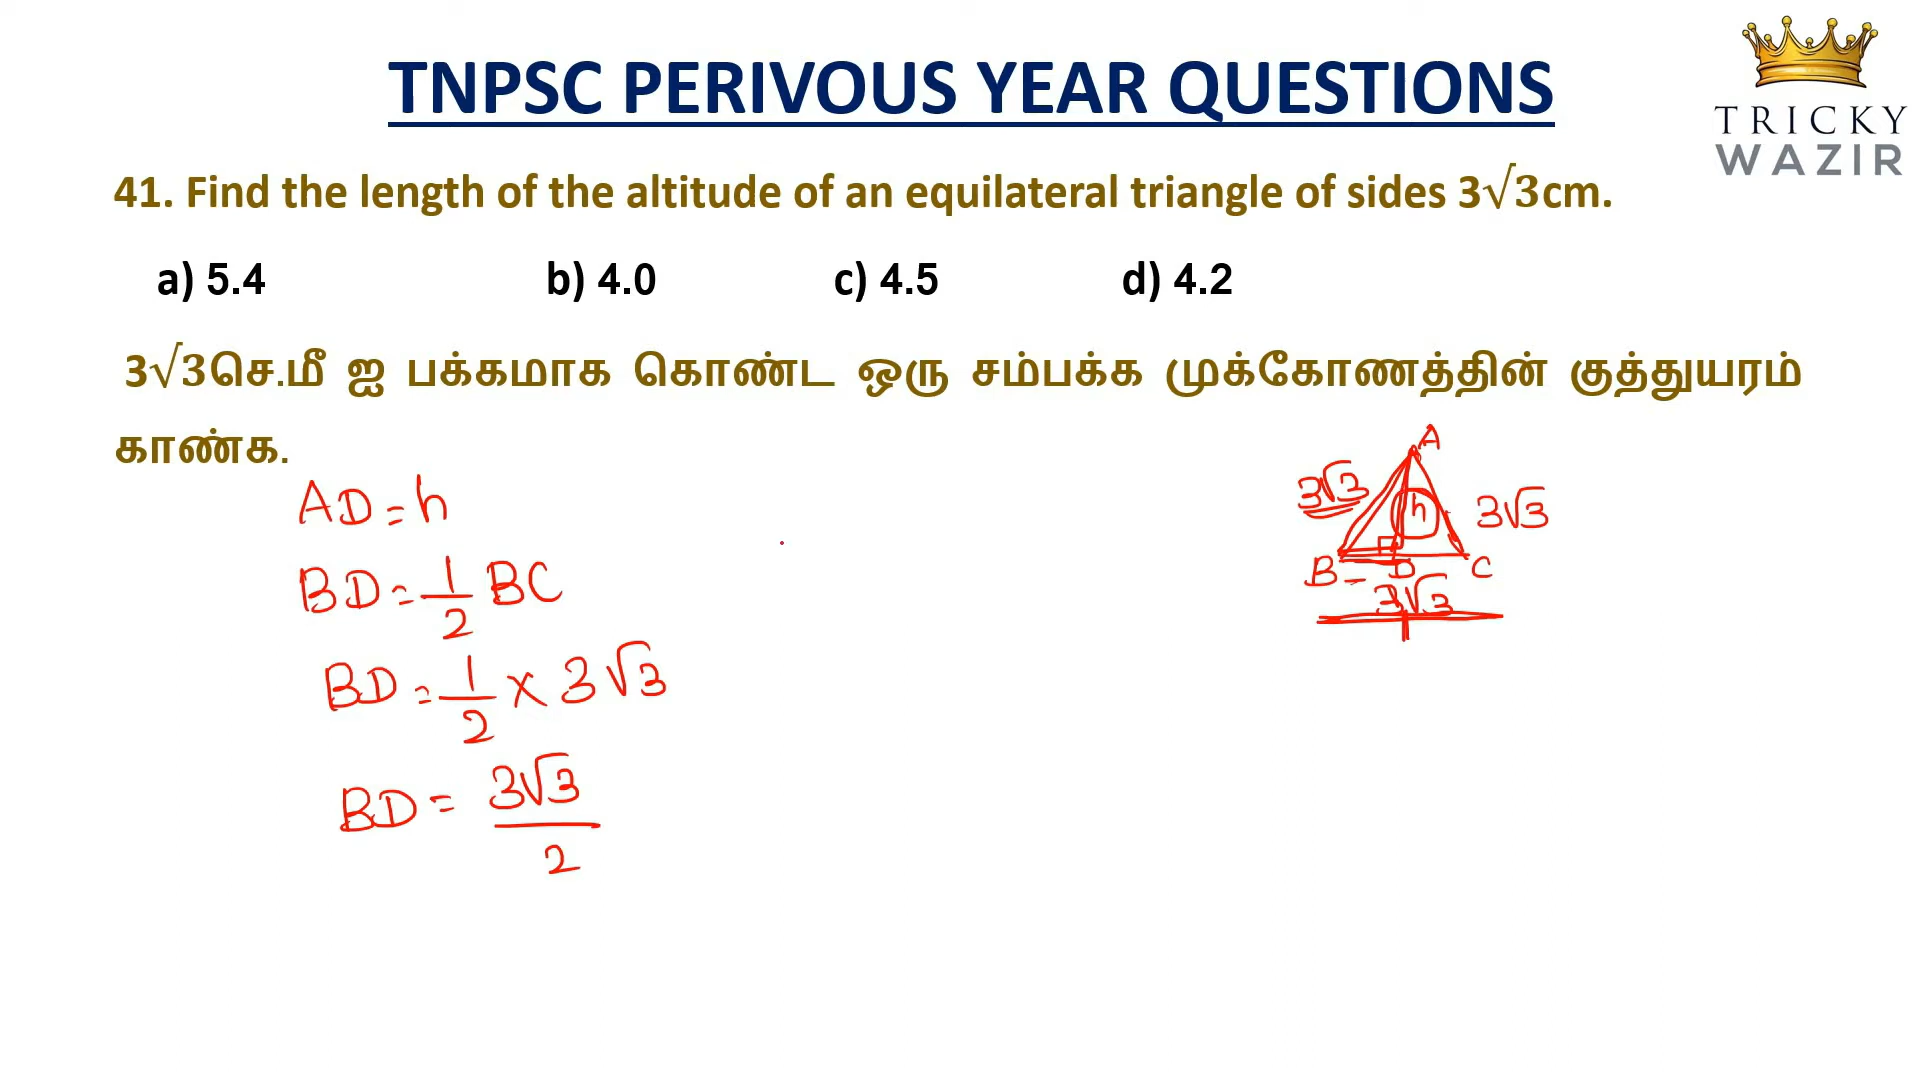 TNPSC PERIVOUS YEAR QUESTIONS
TRICKY
WAZIR
41. Find the length of the altitude of an equilateral triangle of sides 3√3cm.
a) 5.4 b) 4.0 c) 4.5 d) 4.2
3√3செ.மீ ஐ பக்கமாக கொண்ட ஒரு சம்பக்க முக்கோணத்தின் குத்துயரம்
காண்க.
AD = h
BD = 1/2 BC
BD = 1/2 × 3√3
BD = 3√3/2
A
3√3 h 3√3
B D C
3√3